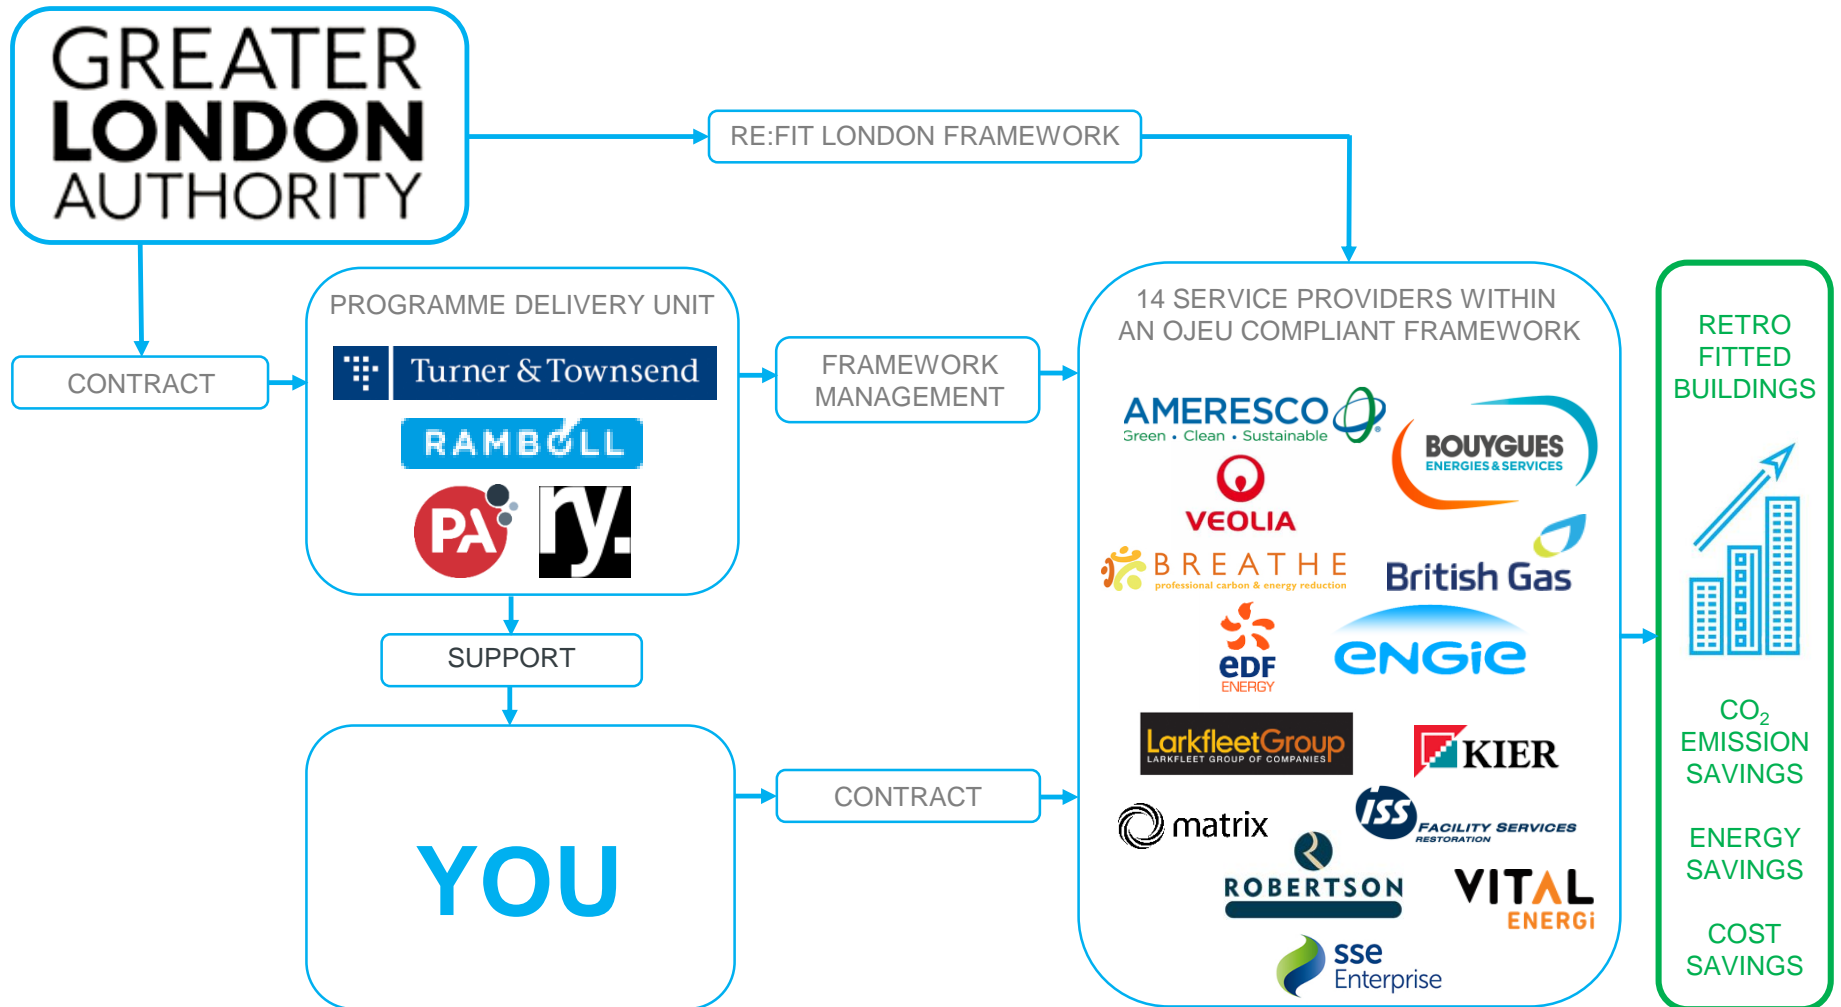 GREATER
LONDON
AUTHORITY
RE:FIT LONDON FRAMEWORK
CONTRACT
PROGRAMME DELIVERY UNIT
Turner & Townsend
RAMBOLL
PA
ry.
FRAMEWORK
MANAGEMENT
SUPPORT
YOU
CONTRACT
14 SERVICE PROVIDERS WITHIN
AN OJEU COMPLIANT FRAMEWORK
AMERESCO
Green • Clean • Sustainable
BOUYGUES
ENERGIES & SERVICES
VEOLIA
BREATHE
professional carbon & energy reduction
British Gas
eDF
ENERGY
eNGie
LarkfleetGroup
LARKFLEET GROUP OF COMPANIES
KIER
matrix
ISS
FACILITY SERVICES
RESTORATION
ROBERTSON
VITAL
ENERGi
sse
Enterprise
RETRO
FITTED
BUILDINGS
CO₂
EMISSION
SAVINGS
ENERGY
SAVINGS
COST
SAVINGS